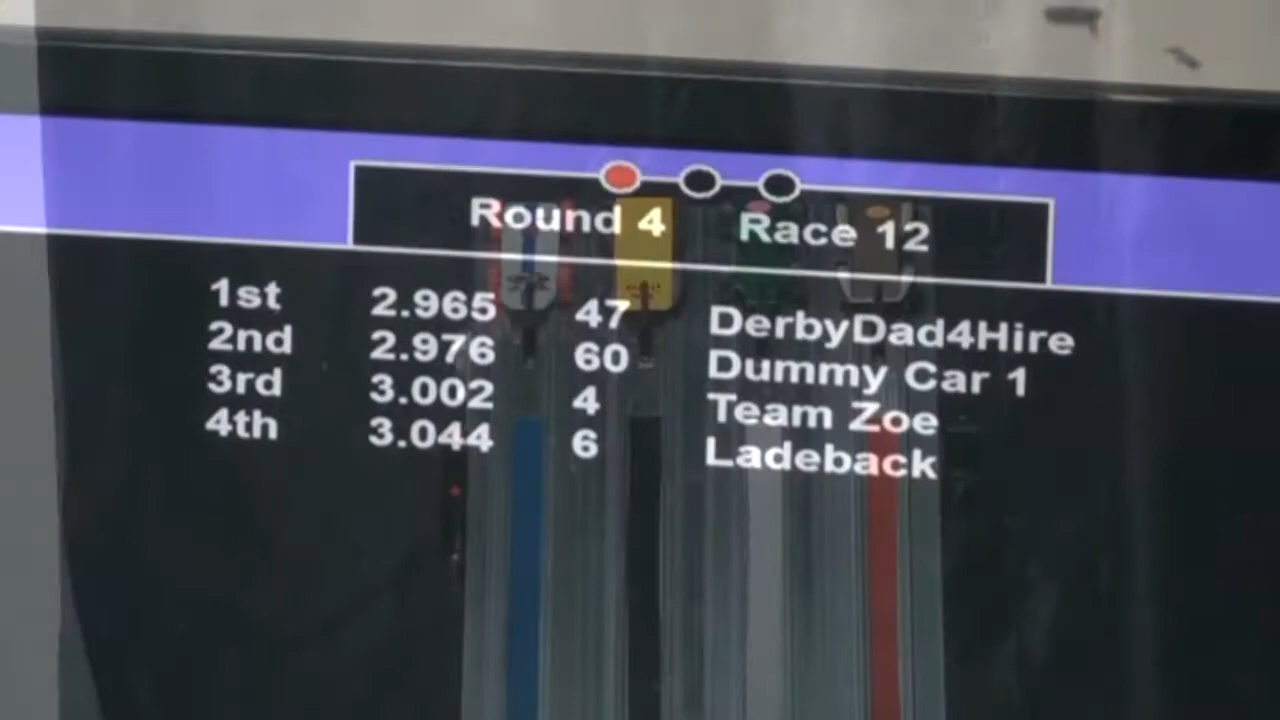 Round 4 Race 12
1st 2.965 47 DerbyDad4Hire
2nd 2.976 60 Dummy Car 1
3rd 3.002 4 Team Zoe
4th 3.044 6 Ladeback